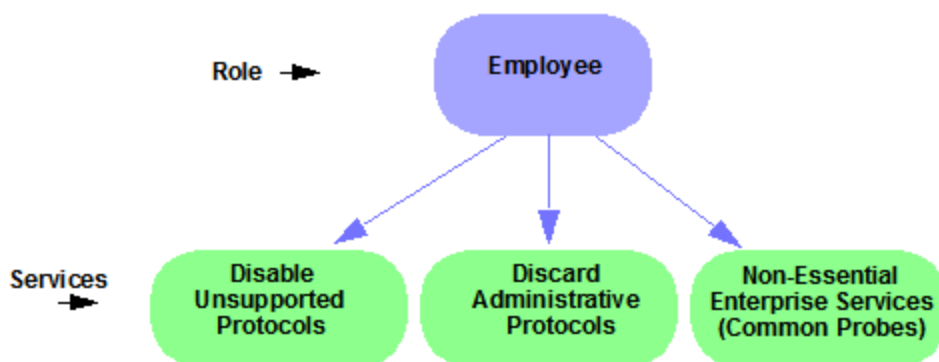 Role
Employee
Services
Disable
Unsupported
Protocols
Discard
Administrative
Protocols
Non-Essential
Enterprise Services
(Common Probes)